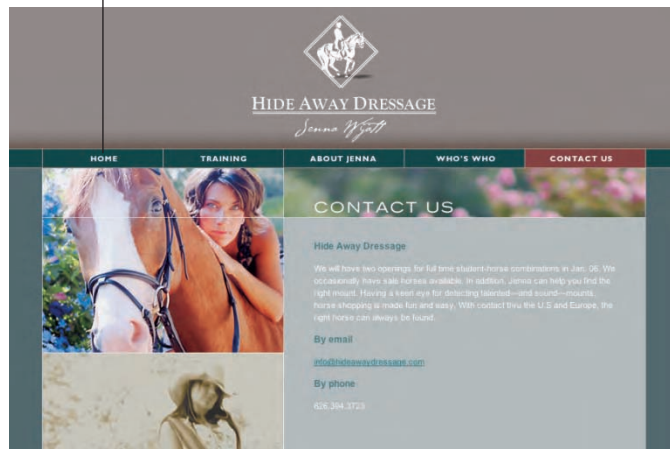 HIDE AWAY DRESSAGE
Jenna Wyatt
HOME TRAINING ABOUT JENNA WHO'S WHO CONTACT US
CONTACT US
Hide Away Dressage
We will have two openings for full time student-horse combinations in Jan, 06. We
occasionally have sale horses available. In addition, Jenna can help you find the
right mount. Having a keen eye for detecting talented—and sound—mounts,
horse shopping is made fun and easy. With contact thru the U.S and Europe, the
right horse can always be found.
By email
info@hideawaydressage.com
By phone
626.394.3723